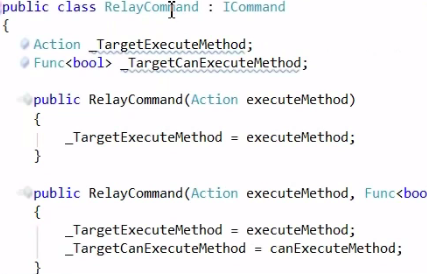 public class RelayCommand : ICommand
{
Action _TargetExecuteMethod;
Func<bool> _TargetCanExecuteMethod;
public RelayCommand(Action executeMethod)
{
_TargetExecuteMethod = executeMethod;
}
public RelayCommand(Action executeMethod, Func<boo
{
_TargetExecuteMethod = executeMethod;
_TargetCanExecuteMethod = canExecuteMethod;
}